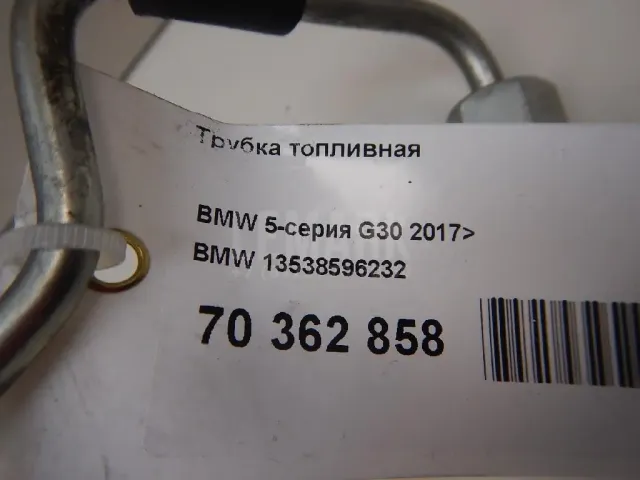 Трубка топливная
BMW 5-серия G30 2017>
BMW 13538596232
70 362 858